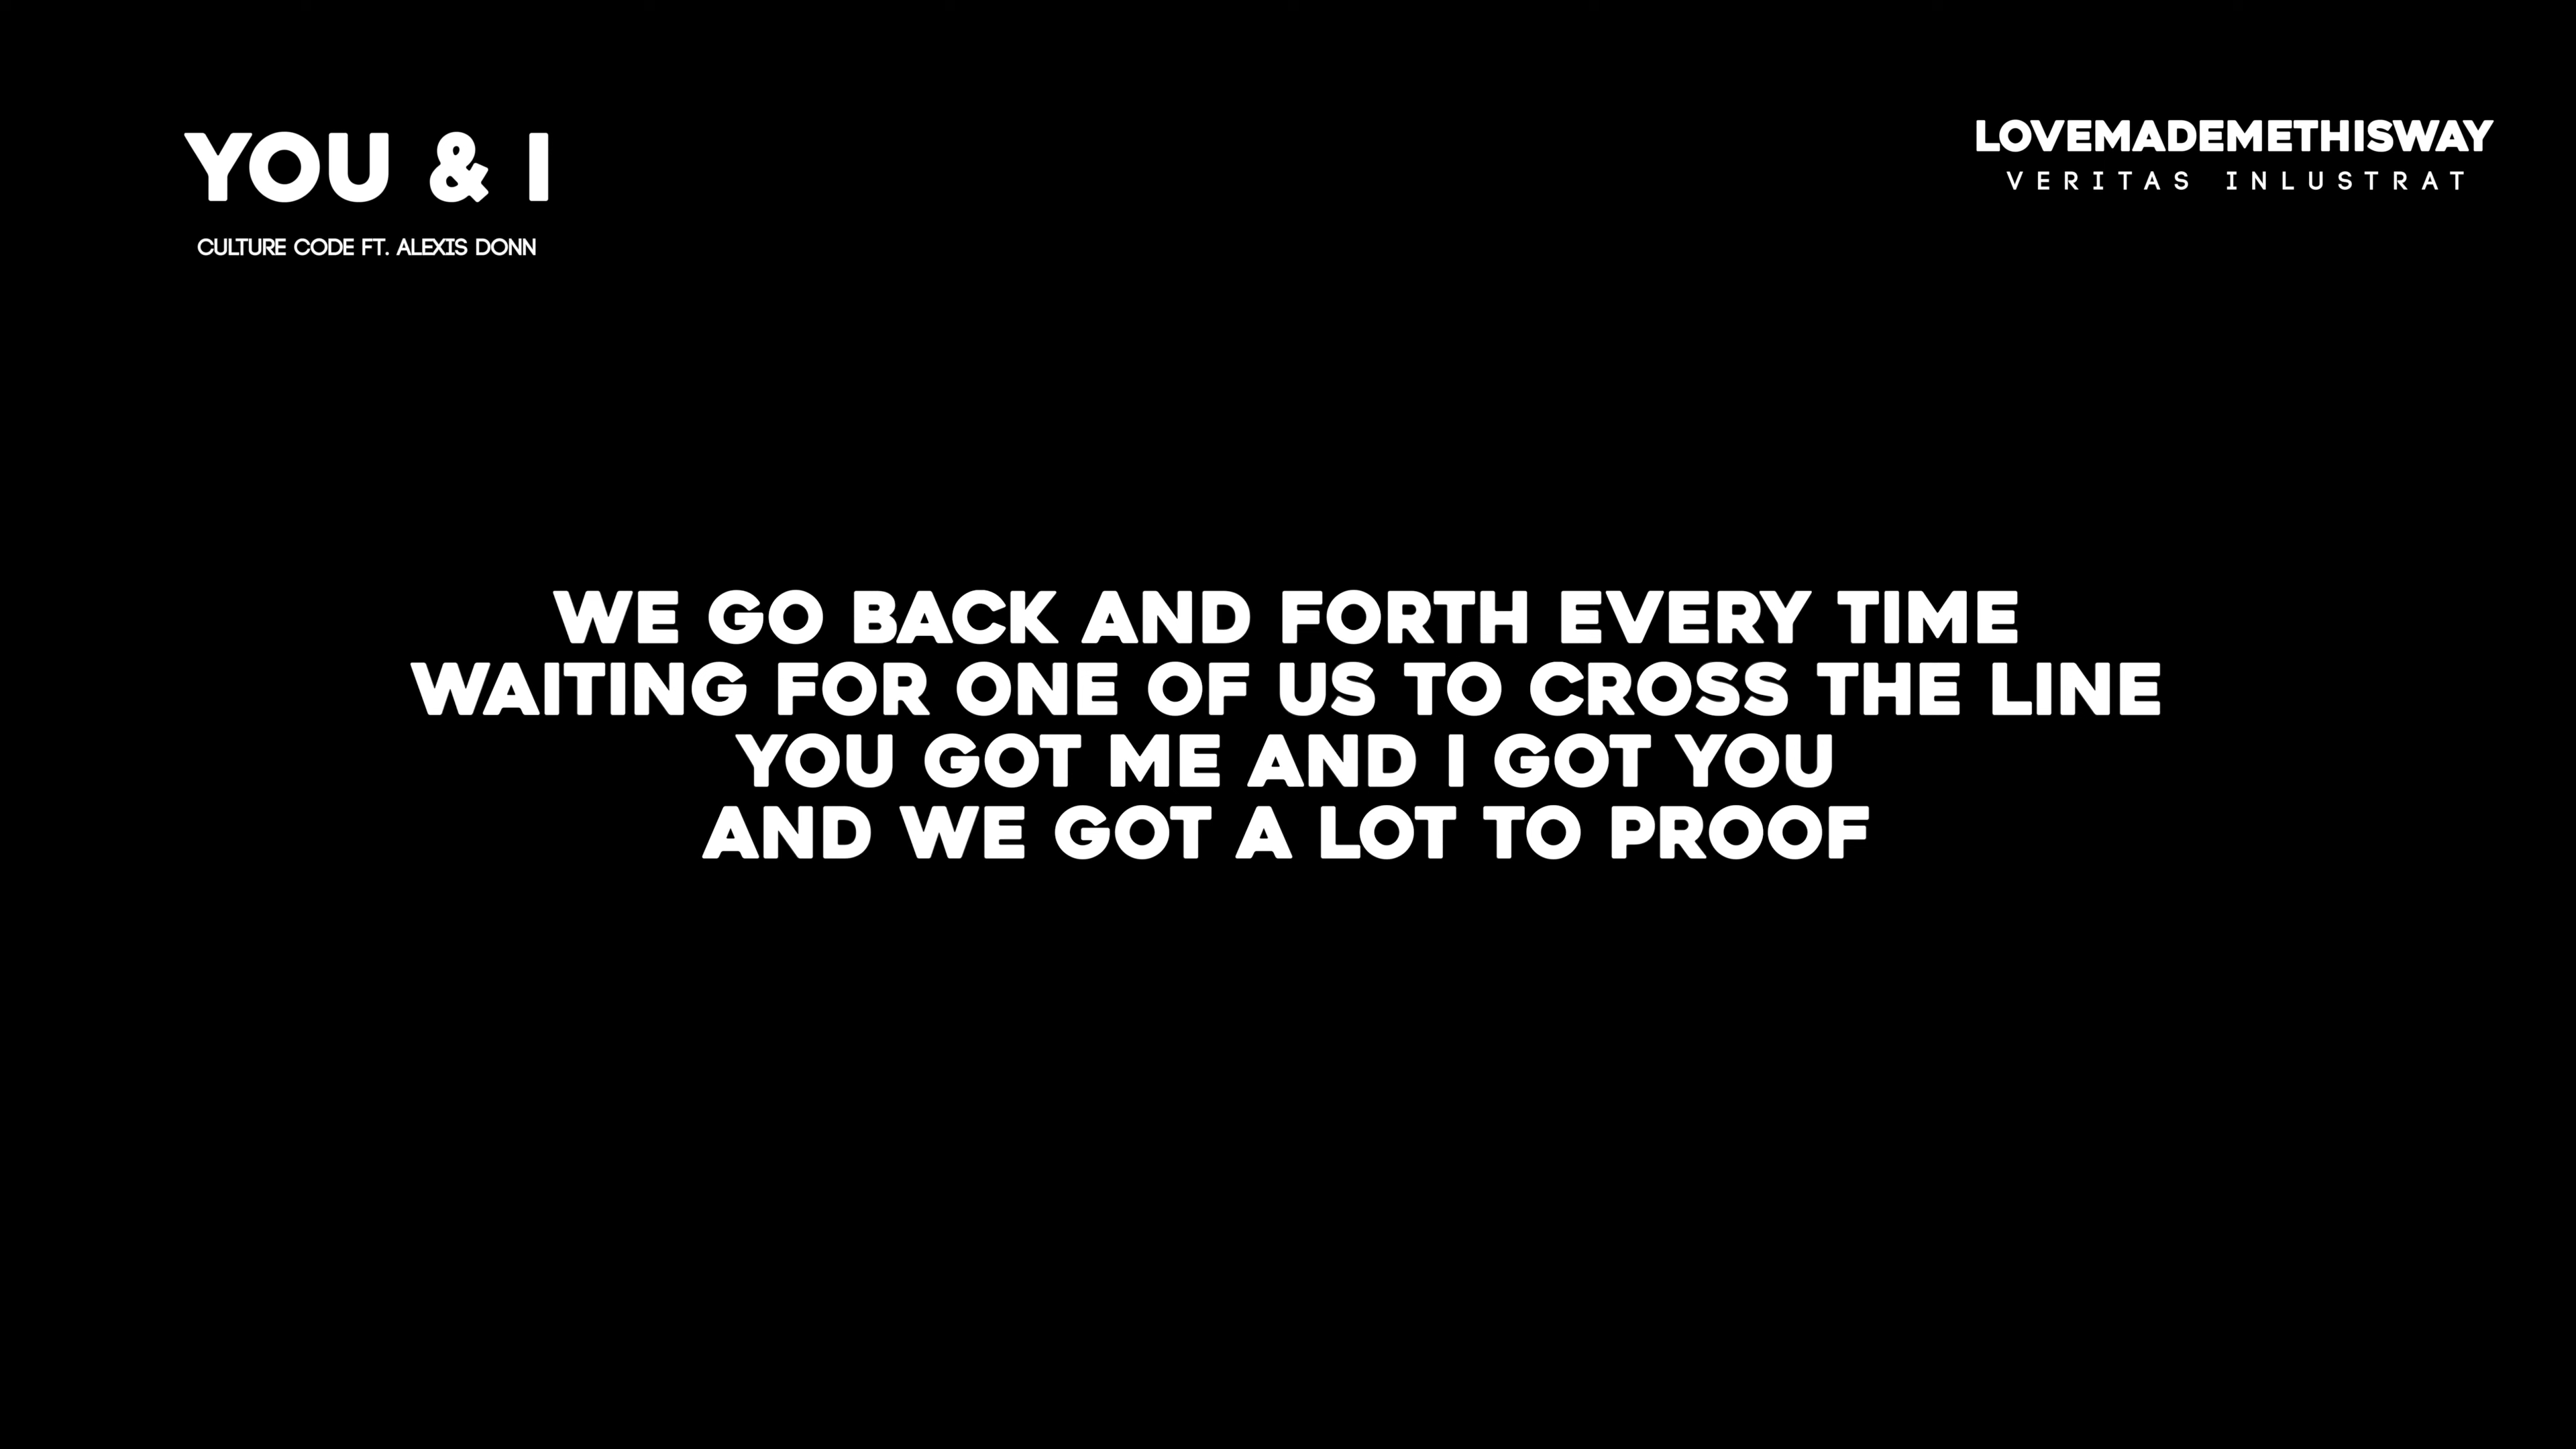 YOU & I
CULTURE CODE FT. ALEXIS DONN
LOVEMADEMETHISWAY
VERITAS INLUSTRAT
WE GO BACK AND FORTH EVERY TIME
WAITING FOR ONE OF US TO CROSS THE LINE
YOU GOT ME AND I GOT YOU
AND WE GOT A LOT TO PROOF